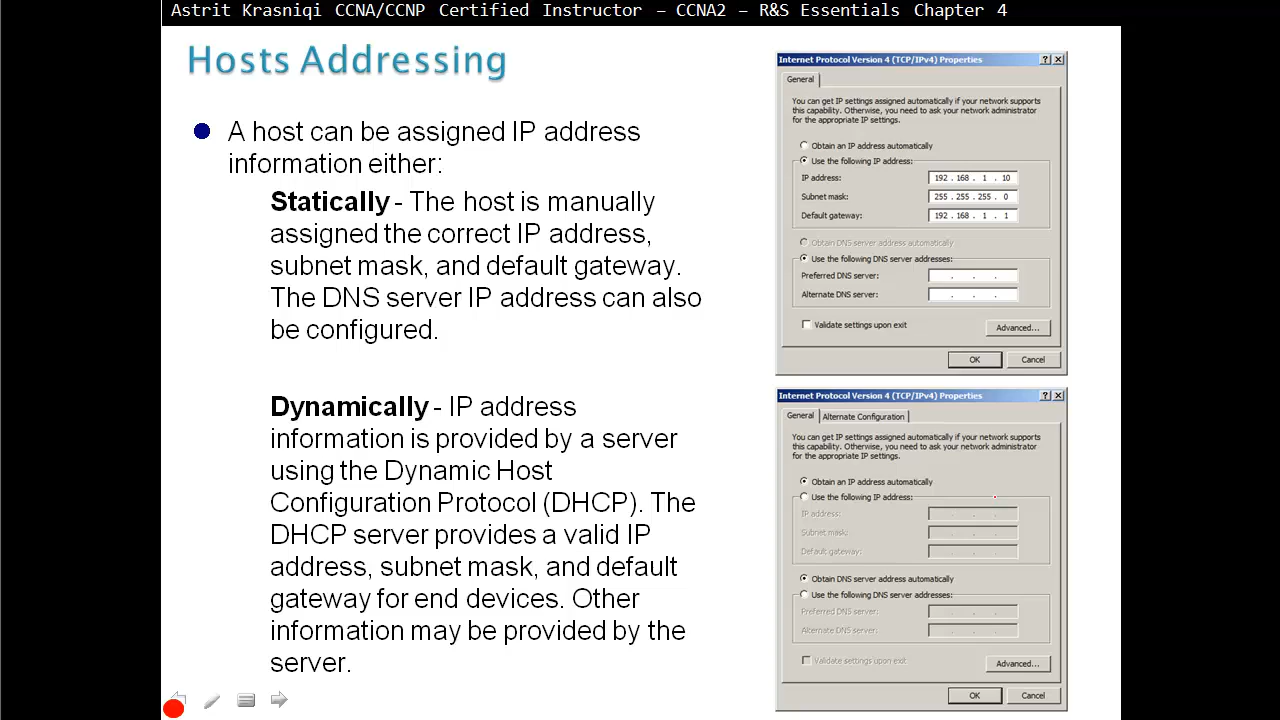 Astrit Krasniqi CCNA/CCNP Certified Instructor – CCNA2 – R&S Essentials Chapter 4
Hosts Addressing
A host can be assigned IP address
information either:
Statically - The host is manually
assigned the correct IP address,
subnet mask, and default gateway.
The DNS server IP address can also
be configured.
Dynamically - IP address
information is provided by a server
using the Dynamic Host
Configuration Protocol (DHCP). The
DHCP server provides a valid IP
address, subnet mask, and default
gateway for end devices. Other
information may be provided by the
server.
Internet Protocol Version 4 (TCP/IPv4) Properties
General
You can get IP settings assigned automatically if your network supports
this capability. Otherwise, you need to ask your network administrator
for the appropriate IP settings.
Obtain an IP address automatically
Use the following IP address:
IP address: 192 . 168 . 1 . 10
Subnet mask: 255 . 255 . 255 . 0
Default gateway: 192 . 168 . 1 . 1
Obtain DNS server address automatically
Use the following DNS server addresses:
Preferred DNS server: . . .
Alternate DNS server: . . .
Validate settings upon exit
Advanced...
OK Cancel
Internet Protocol Version 4 (TCP/IPv4) Properties
General Alternate Configuration
You can get IP settings assigned automatically if your network supports
this capability. Otherwise, you need to ask your network administrator
for the appropriate IP settings.
Obtain an IP address automatically
Use the following IP address:
IP address: . . .
Subnet mask: . . .
Default gateway: . . .
Obtain DNS server address automatically
Use the following DNS server addresses:
Preferred DNS server: . . .
Alternate DNS server: . . .
Validate settings upon exit
Advanced...
OK Cancel